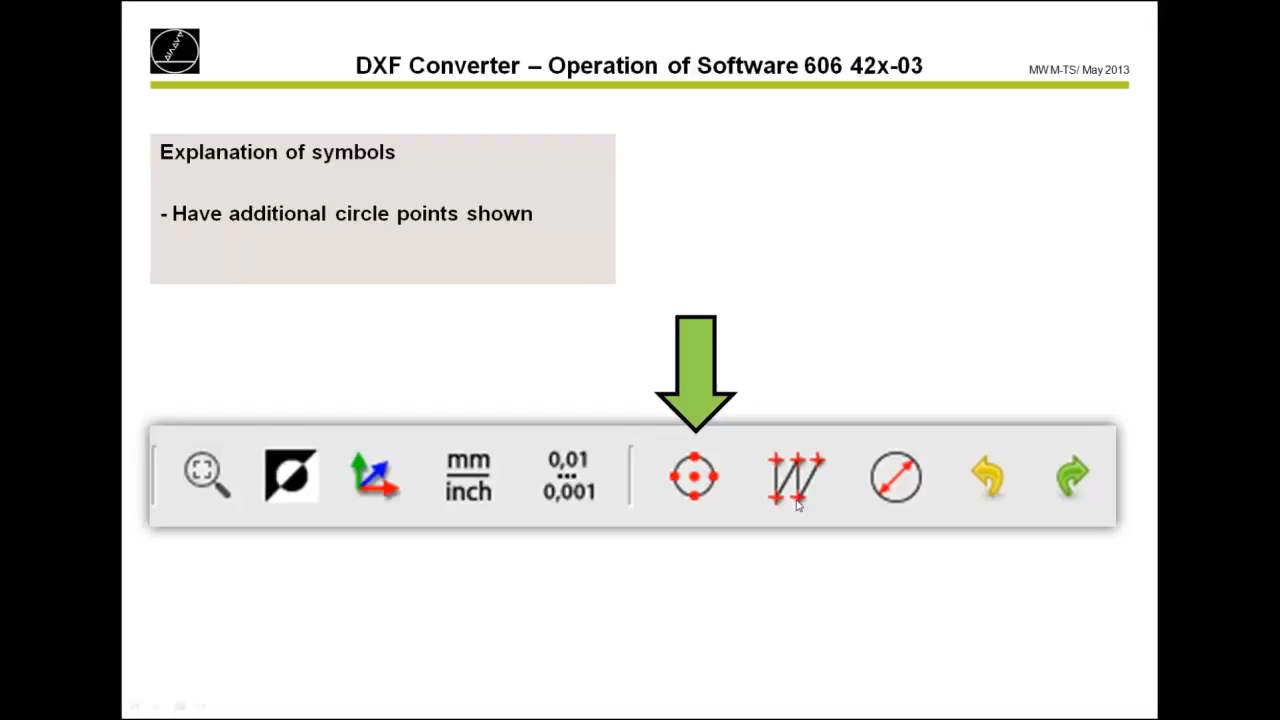 DXF Converter – Operation of Software 606 42x-03
MW M-TS/ May 2013
Explanation of symbols
- Have additional circle points shown
mm
inch
0,01
...
0,001